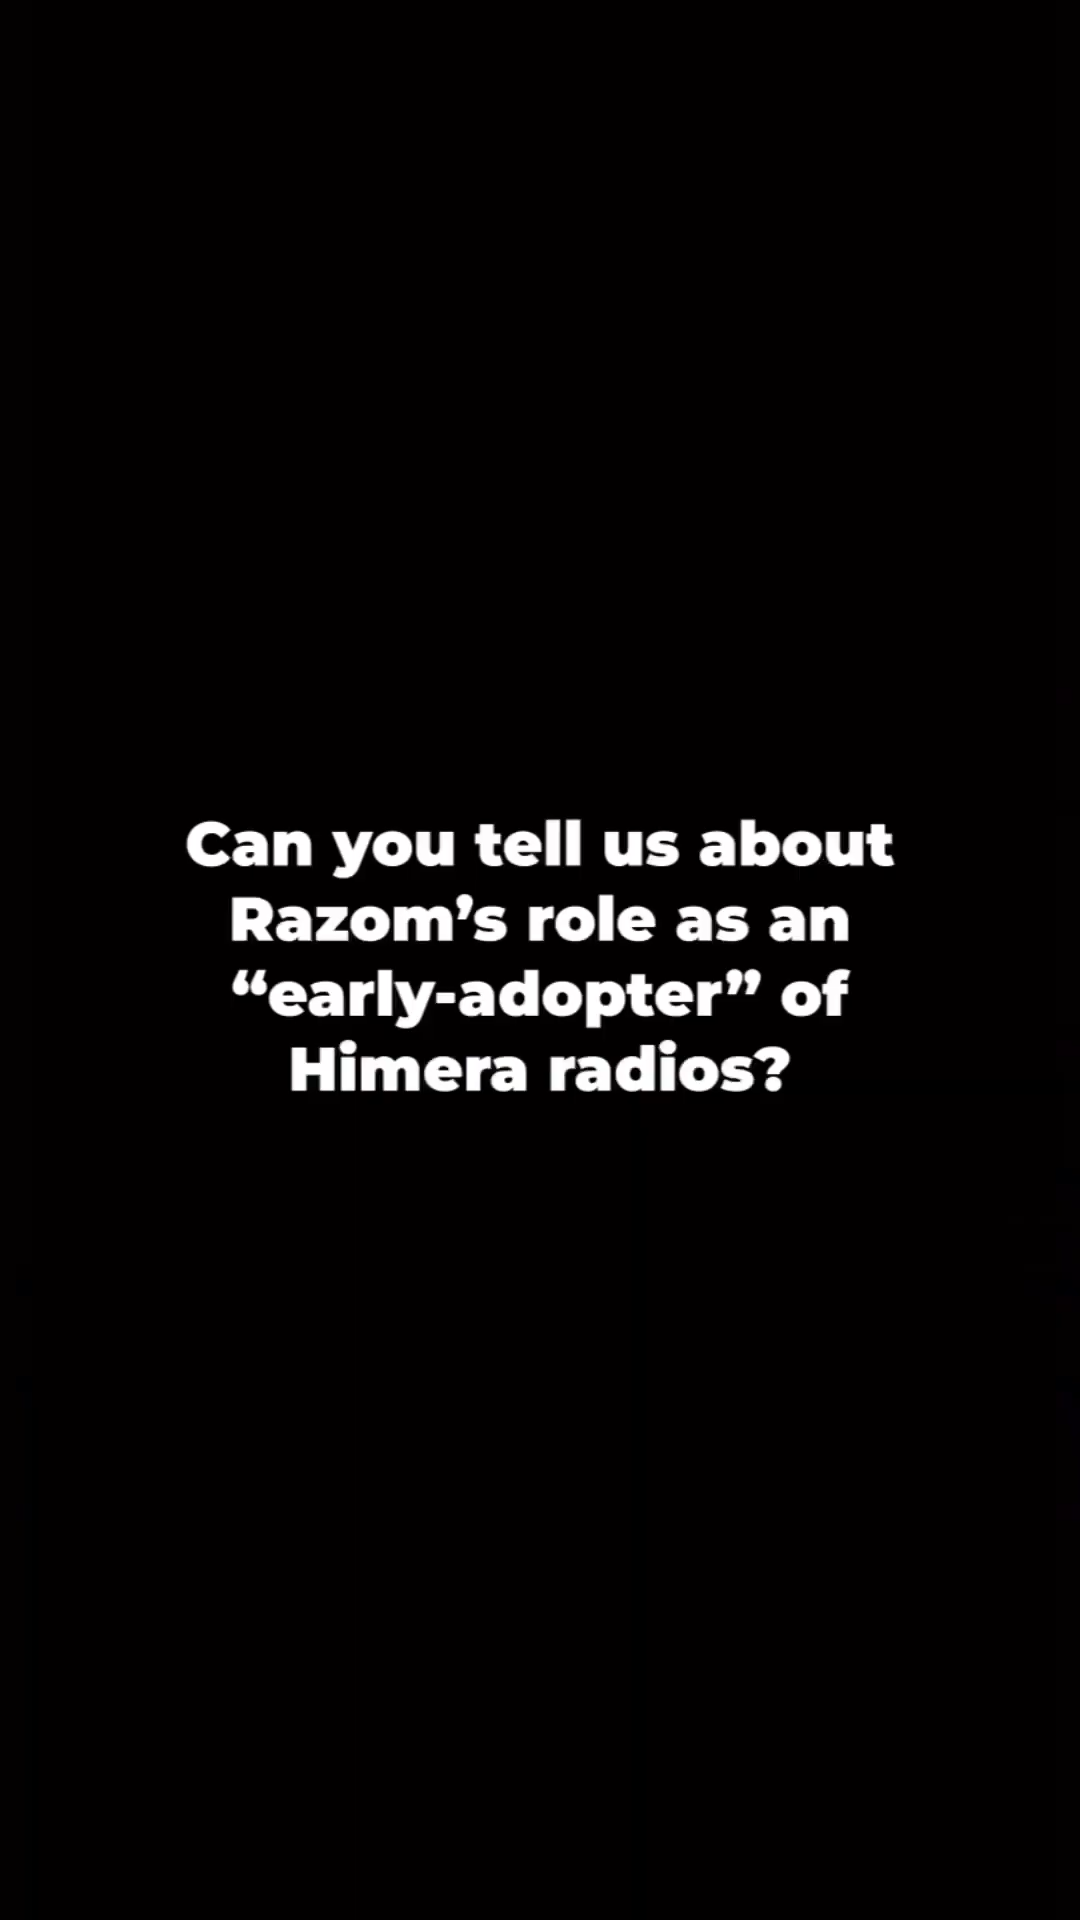 Can you tell us about
Razom’s role as an
“early-adopter” of
Himera radios?